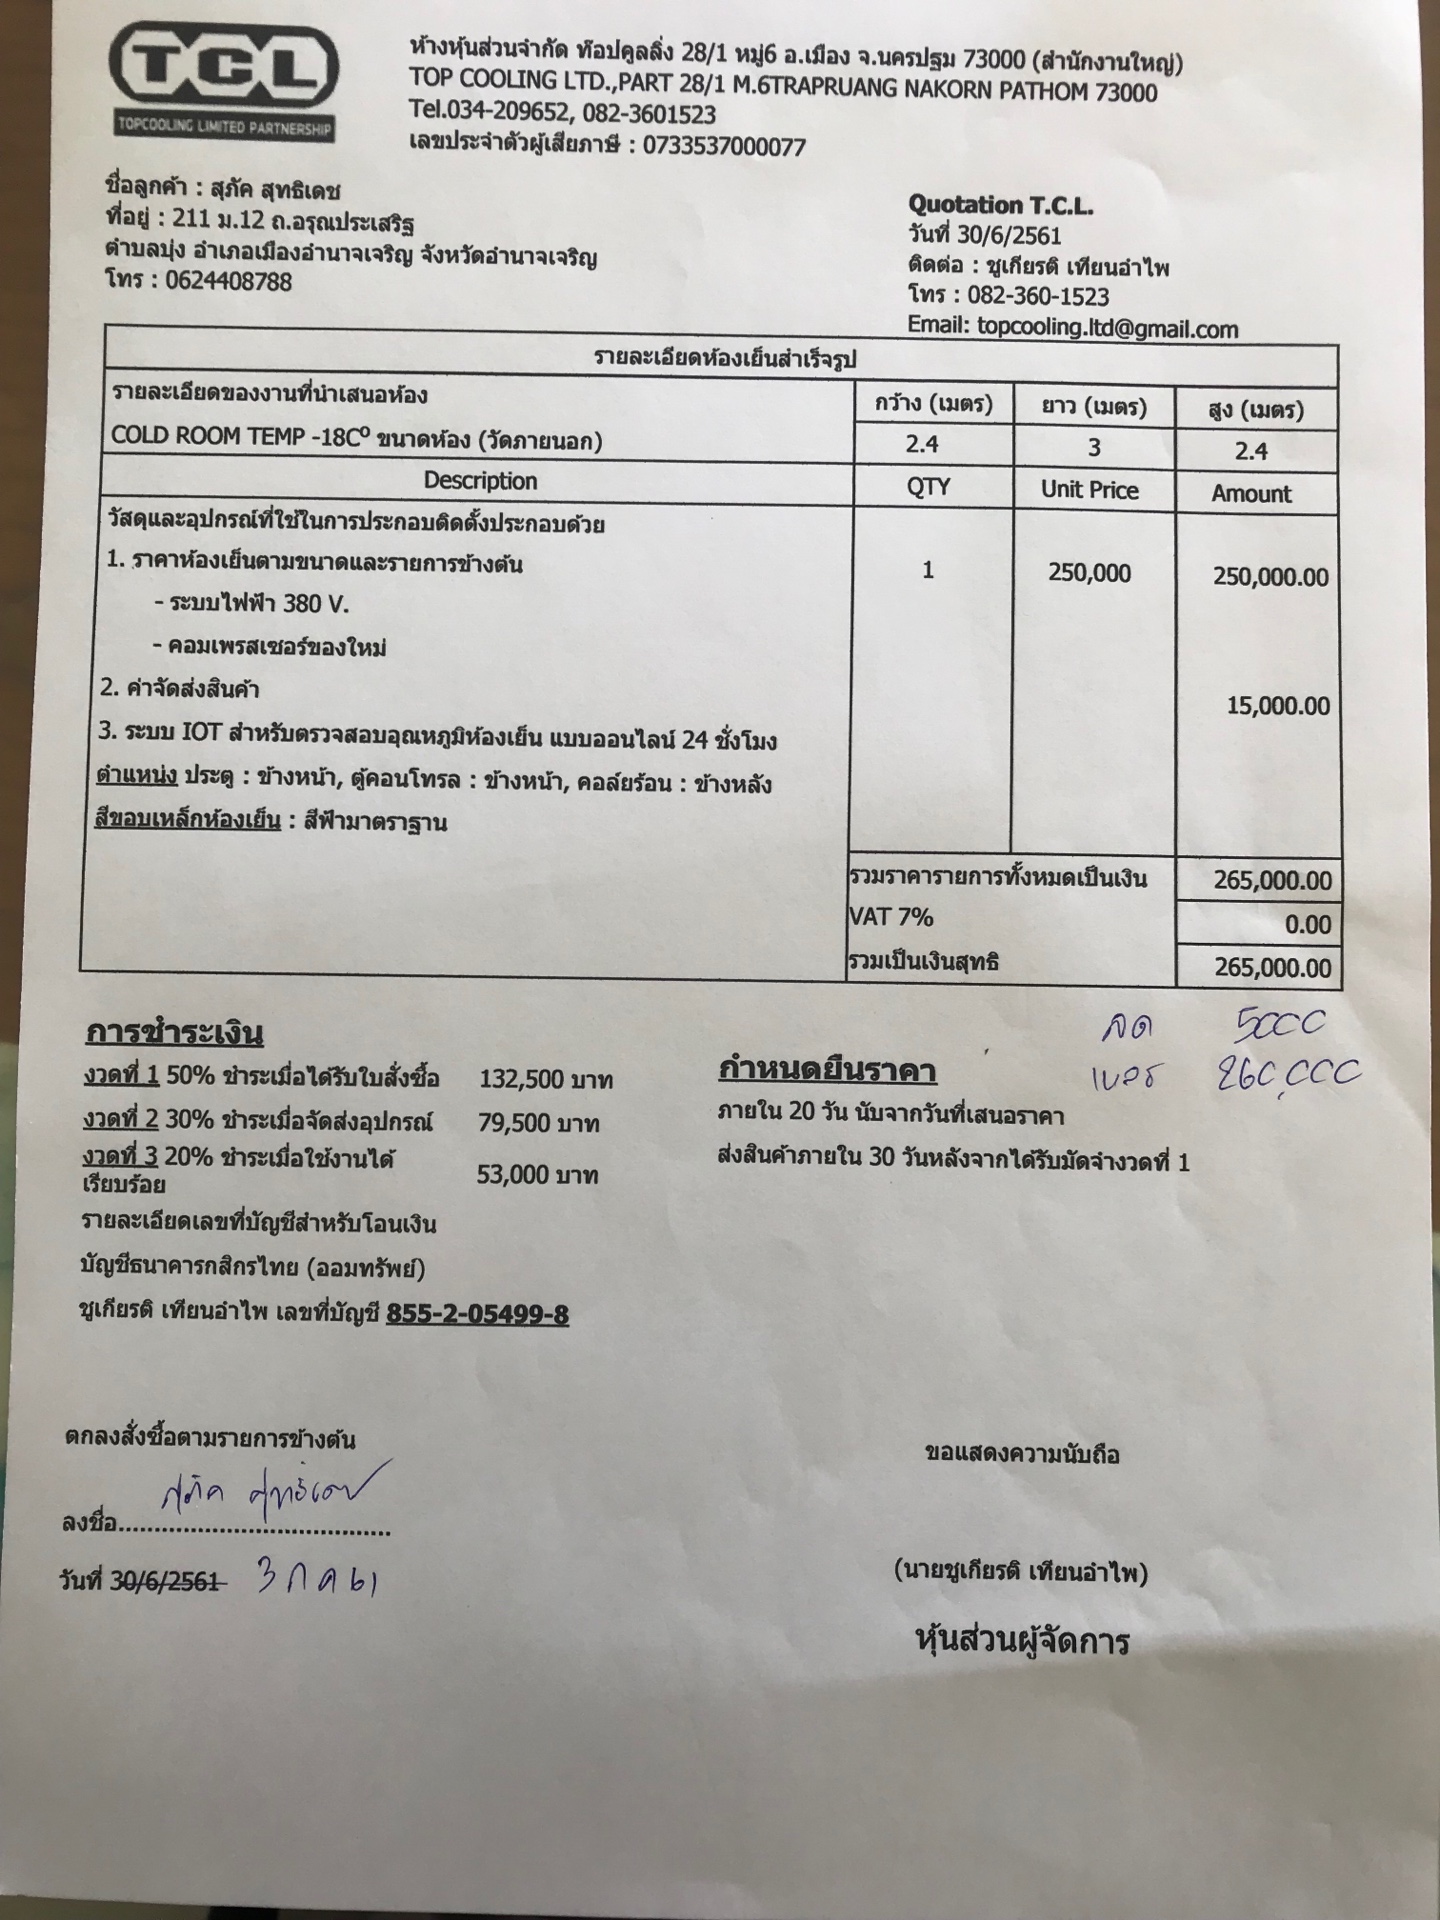 TCL
TOPCOOLING LIMITED PARTNERSHIP
ห้างหุ้นส่วนจำกัด ท๊อปคูลลิ่ง 28/1 หมู่6 อ.เมือง จ.นครปฐม 73000 (สำนักงานใหญ่)
TOP COOLING LTD.,PART 28/1 M.6TRAPRUANG NAKORN PATHOM 73000
Tel.034-209652, 082-3601523
เลขประจำตัวผู้เสียภาษี : 0733537000077
ชื่อลูกค้า : สุภัค สุทธิเดช
ที่อยู่ : 211 ม.12 ถ.อรุณประเสริฐ
ตำบลบุ่ง อำเภอเมืองอำนาจเจริญ จังหวัดอำนาจเจริญ
โทร : 0624408788
Quotation T.C.L.
วันที่ 30/6/2561
ติดต่อ : ชูเกียรติ เทียนอำไพ
โทร : 082-360-1523
Email: topcooling.ltd@gmail.com
รายละเอียดห้องเย็นสำเร็จรูป
รายละเอียดของงานที่นำเสนอห้อง กว้าง (เมตร) ยาว (เมตร) สูง (เมตร)
COLD ROOM TEMP -18C⁰ ขนาดห้อง (วัดภายนอก) 2.4 3 2.4
Description QTY Unit Price Amount
วัสดุและอุปกรณ์ที่ใช้ในการประกอบติดตั้งประกอบด้วย
1. ราคาห้องเย็นตามขนาดและรายการข้างต้น 1 250,000 250,000.00
- ระบบไฟฟ้า 380 V.
- คอมเพรสเซอร์ของใหม่
2. ค่าจัดส่งสินค้า 15,000.00
3. ระบบ IOT สำหรับตรวจสอบอุณหภูมิห้องเย็น แบบออนไลน์ 24 ชั่งโมง
ตำแหน่ง ประตู : ข้างหน้า, ตู้คอนโทรล : ข้างหน้า, คอล์ยร้อน : ข้างหลัง
สีขอบเหล็กห้องเย็น : สีฟ้ามาตราฐาน
รวมราคารายการทั้งหมดเป็นเงิน 265,000.00
VAT 7% 0.00
รวมเป็นเงินสุทธิ 265,000.00
ลด 5000
เหลือ 260,000
การชำระเงิน
งวดที่ 1 50% ชำระเมื่อได้รับใบสั่งซื้อ 132,500 บาท
งวดที่ 2 30% ชำระเมื่อจัดส่งอุปกรณ์ 79,500 บาท
งวดที่ 3 20% ชำระเมื่อใช้งานได้
เรียบร้อย 53,000 บาท
กำหนดยืนราคา
ภายใน 20 วัน นับจากวันที่เสนอราคา
ส่งสินค้าภายใน 30 วันหลังจากได้รับมัดจำงวดที่ 1
รายละเอียดเลขที่บัญชีสำหรับโอนเงิน
บัญชีธนาคารกสิกรไทย (ออมทรัพย์)
ชูเกียรติ เทียนอำไพ เลขที่บัญชี 855-2-05499-8
ตกลงสั่งซื้อตามรายการข้างต้น
สุภัค สุทธิเดช
ลงชื่อ......................................
วันที่ 30/6/2561 3 ก ค 61
ขอแสดงความนับถือ
(นายชูเกียรติ เทียนอำไพ)
หุ้นส่วนผู้จัดการ